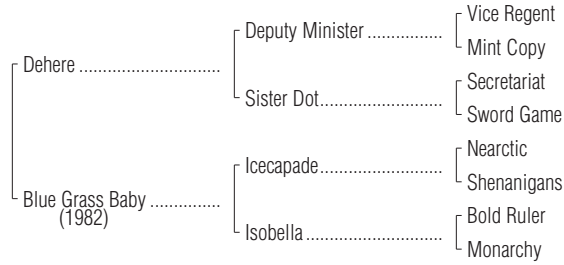 Vice Regent
Deputy Minister ................
Mint Copy
Dehere ..............................
Secretariat
Sister Dot..........................
Sword Game
Nearctic
Icecapade..........................
Shenanigans
Blue Grass Baby ...............
(1982)
Bold Ruler
Isobella .............................
Monarchy